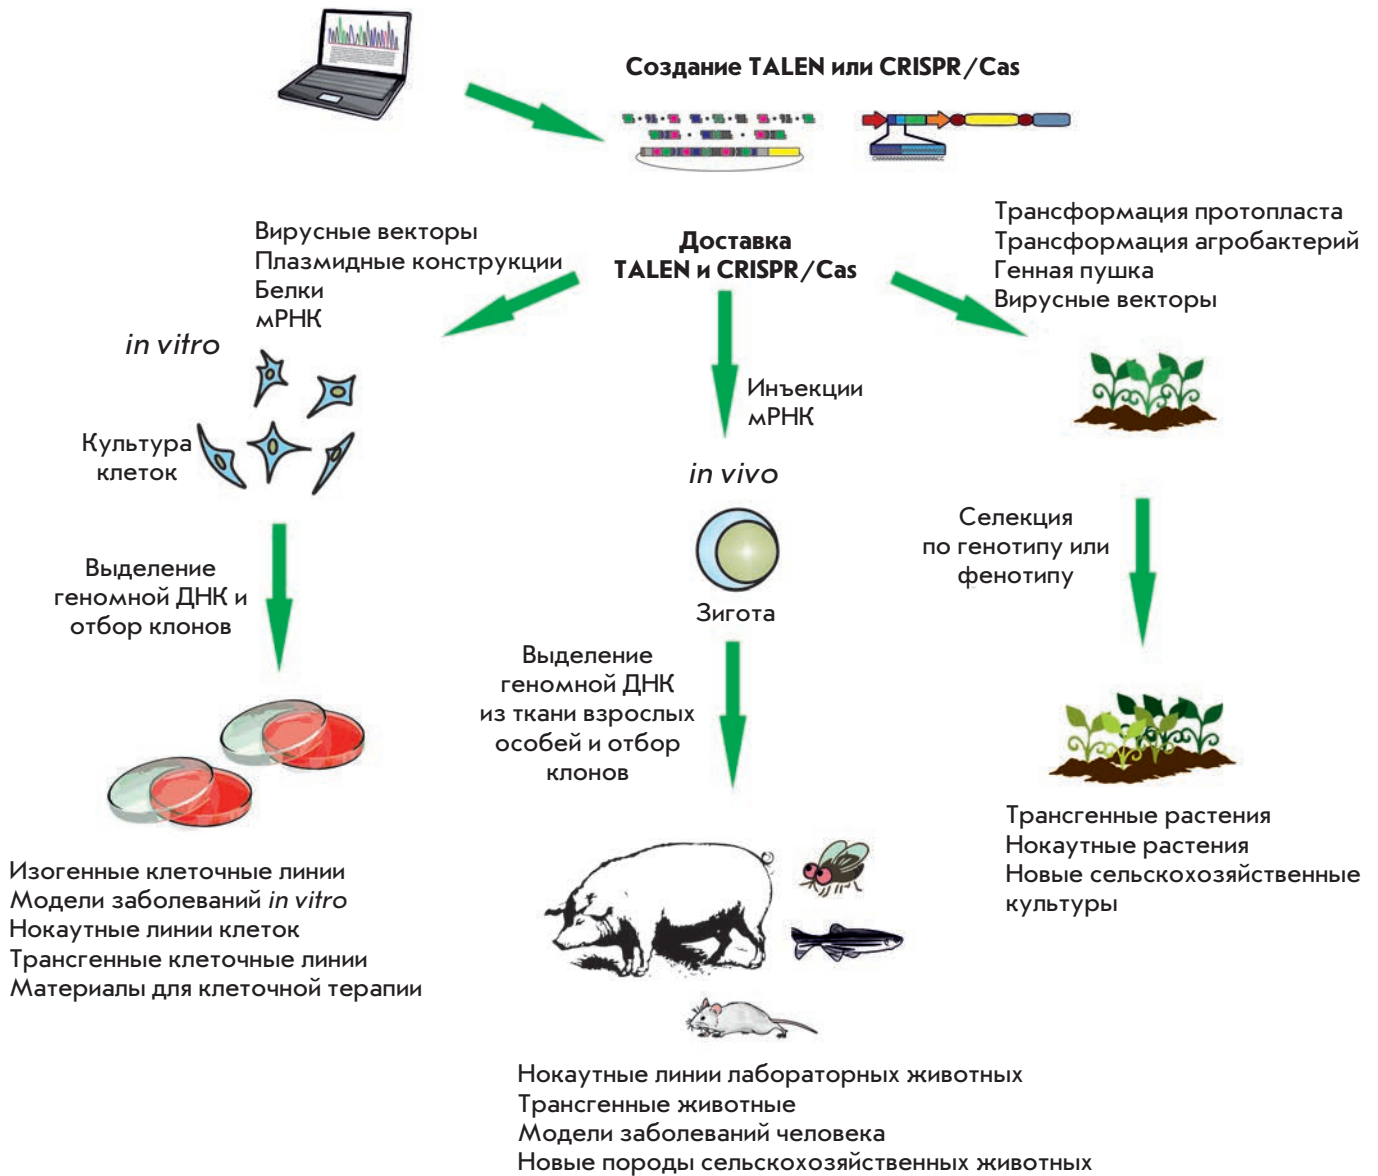 Создание TALEN или CRISPR/Cas
Вирусные векторы
Плазмидные конструкции
Белки
мРНК
Доставка
TALEN и CRISPR/Cas
Трансформация протопласта
Трансформация агробактерий
Генная пушка
Вирусные векторы
in vitro
Культура
клеток
Инъекции
мРНК
in vivo
Зигота
Селекция
по генотипу или
фенотипу
Выделение
геномной ДНК и
отбор клонов
Выделение
геномной ДНК
из ткани взрослых
особей и отбор
клонов
Изогенные клеточные линии
Модели заболеваний in vitro
Нокаутные линии клеток
Трансгенные клеточные линии
Материалы для клеточной терапии
Трансгенные растения
Нокаутные растения
Новые сельскохозяйственные
культуры
Нокаутные линии лабораторных животных
Трансгенные животные
Модели заболеваний человека
Новые породы сельскохозяйственных животных